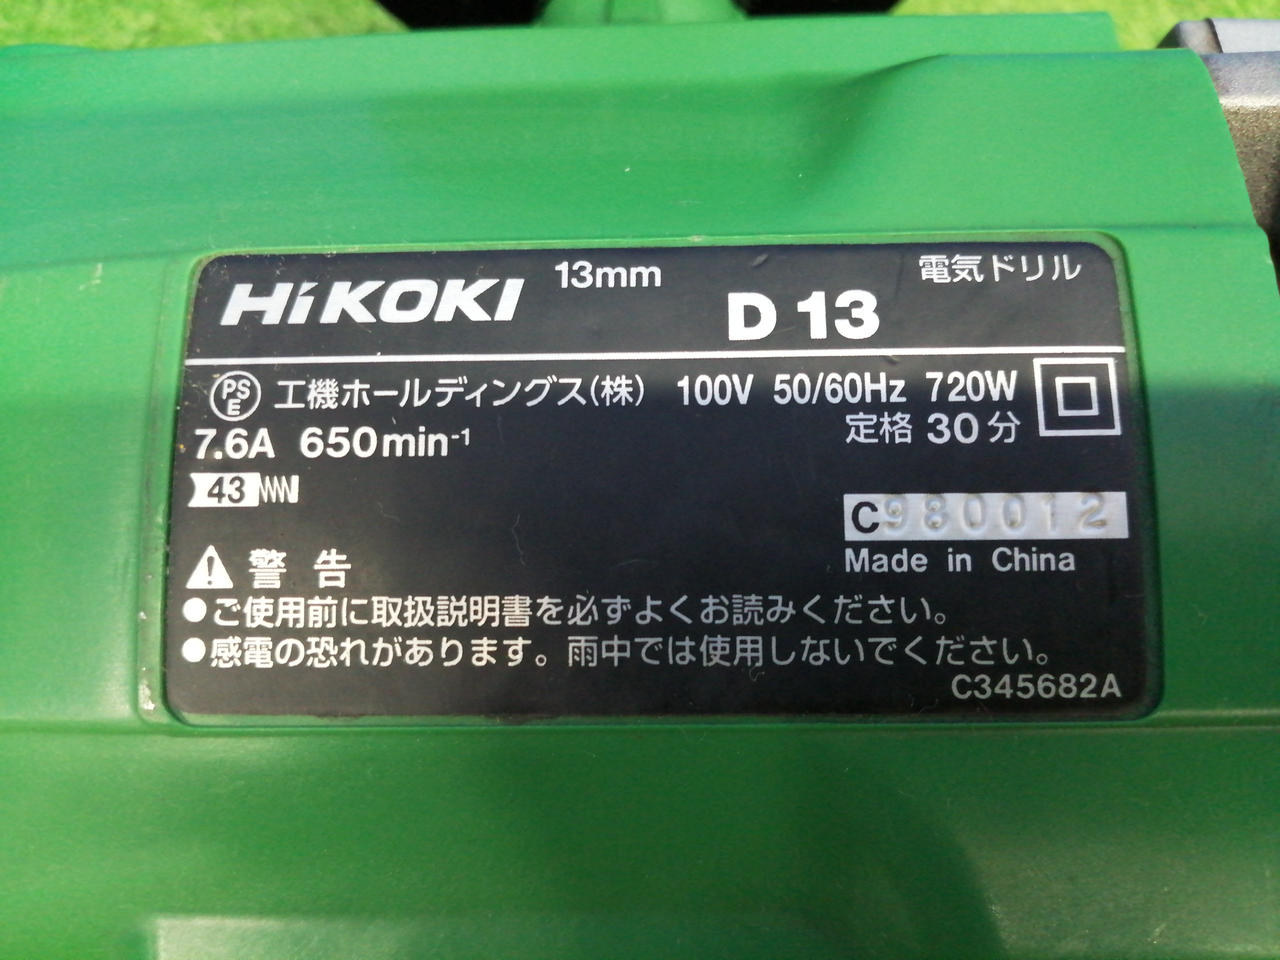 HiKOKI 13mm D 13 電気ドリル
PS E 工機ホールディングス(株) 100V 50/60Hz 720W
7.6A 650min⁻¹ 定格 30分
43
C980012
Made in China
警告
●ご使用前に取扱説明書を必ずよくお読みください。
●感電の恐れがあります。雨中では使用しないでください。
C345682A